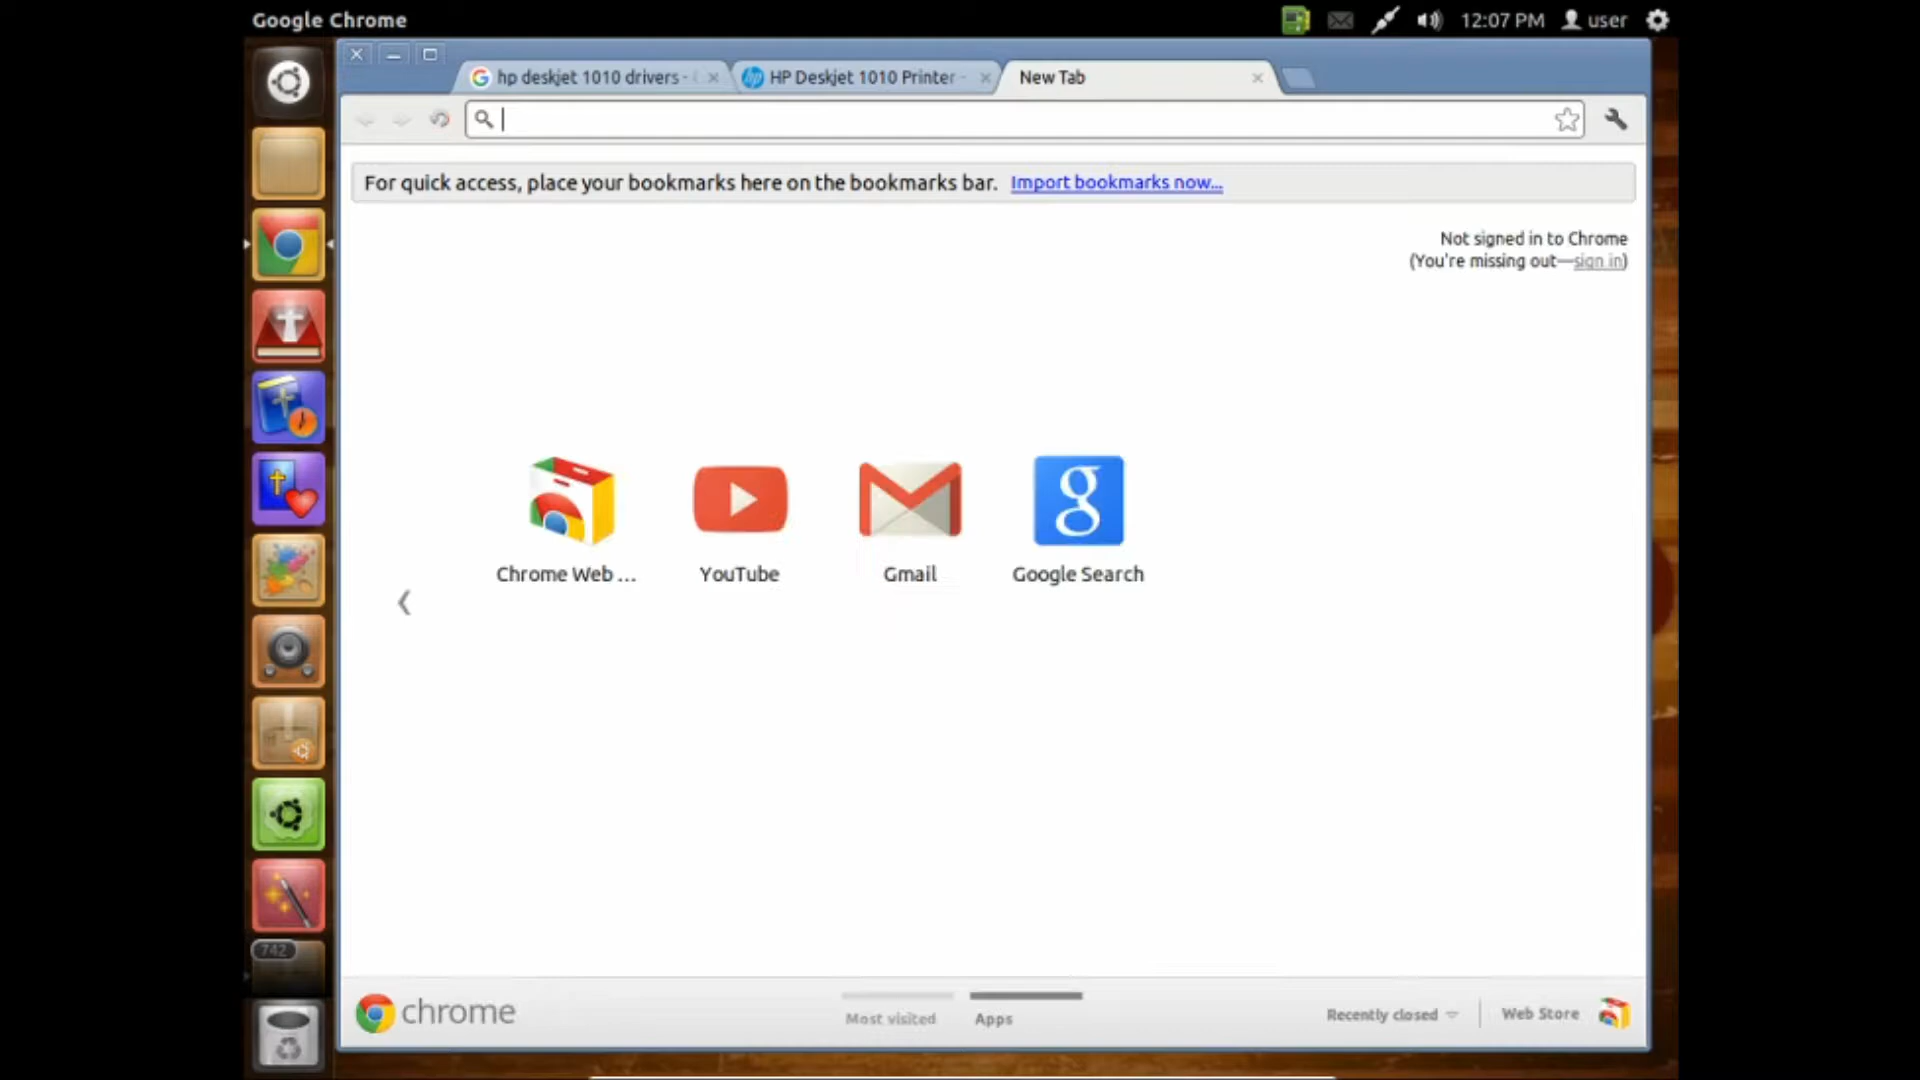 Google Chrome
12:07 PM
user
hp deskjet 1010 drivers -
HP Deskjet 1010 Printer -
New Tab
For quick access, place your bookmarks here on the bookmarks bar. Import bookmarks now...
Not signed in to Chrome
(You're missing out—sign in)
Chrome Web ...
YouTube
Gmail
Google Search
742
chrome
Most visited
Apps
Recently closed
Web Store